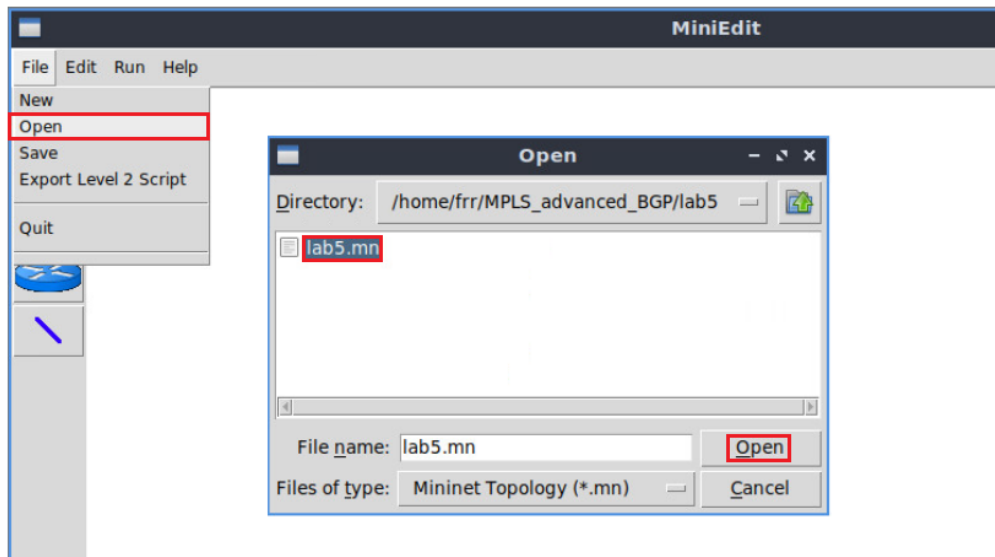 MiniEdit
File Edit Run Help
New
Open
Save
Export Level 2 Script
Quit
Open
Directory: /home/frr/MPLS_advanced_BGP/lab5
lab5.mn
File name: lab5.mn
Open
Files of type: Mininet Topology (*.mn)
Cancel